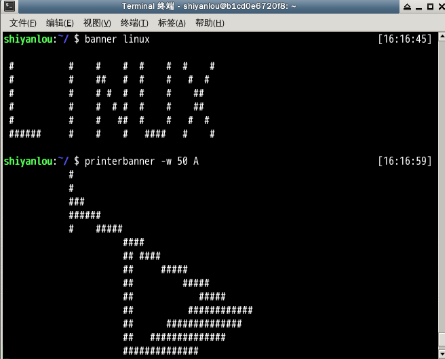 Terminal 终端 - shiyanlou@b1cd0e6720f8: ~
文件(F) 编辑(E) 视图(V) 终端(T) 标签(A) 帮助(H)
shiyanlou:~/ $ banner linux [16:16:45]
#       #    #    #  #    #  #    #
#       #    ##   #  #    #   #  #
#       #    # #  #  #    #    ##
#       #    #  # #  #    #    ##
#       #    #   ##  #    #   #  #
######  #    #    #   ####   #    #
shiyanlou:~/ $ printerbanner -w 50 A [16:16:59]
            #
            #
            ###
            ######
            #    #####
                      ####
                      ## ####
                      ##     #####
                      ##         #####
                      ##            #####
                      ##          ############
                      ##      ##############
                      ##   ##############
                      ##############